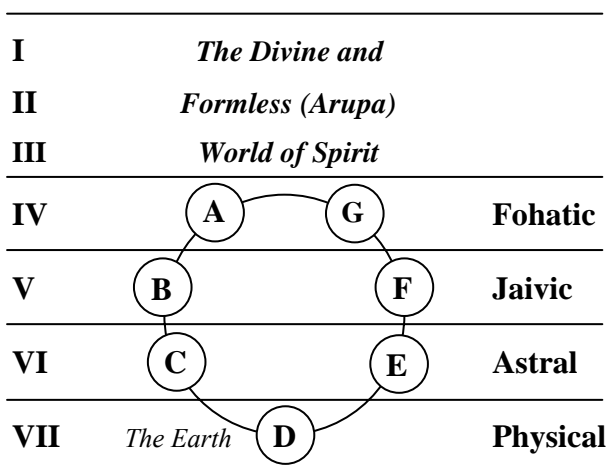 I The Divine and
II Formless (Arupa)
III World of Spirit
IV A G Fohatic
V B F Jaivic
VI C E Astral
VII The Earth D Physical